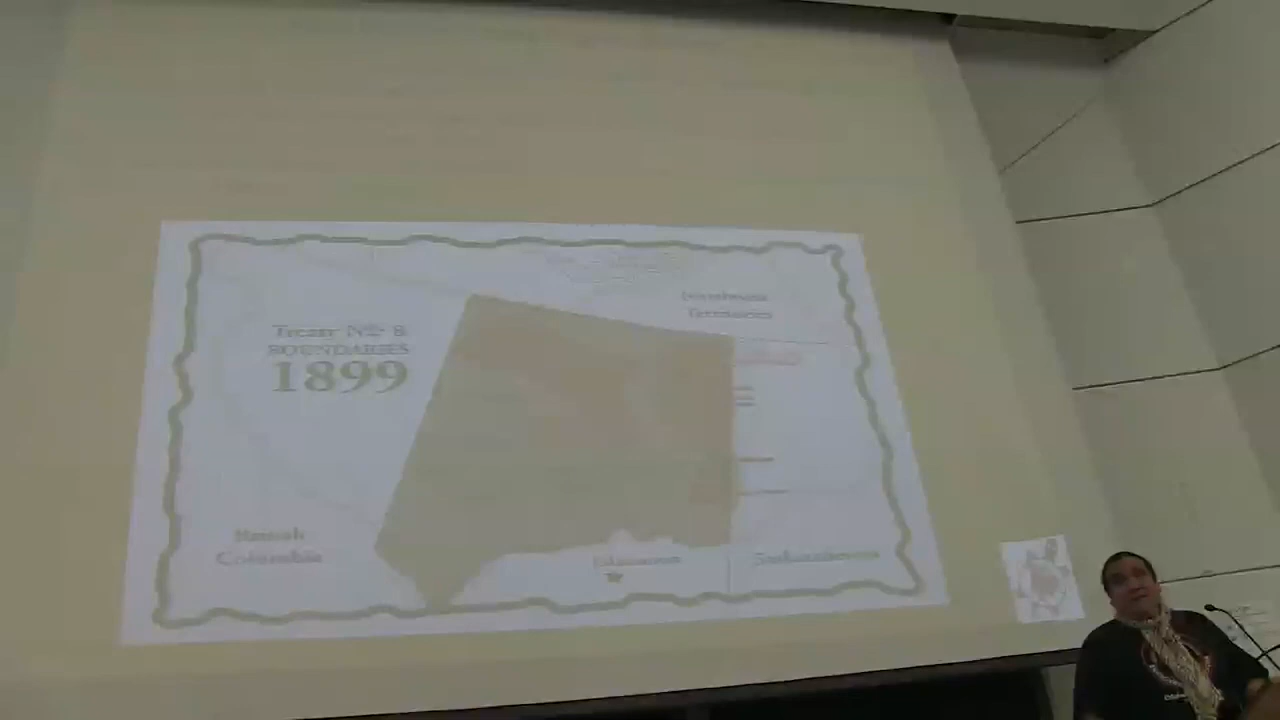 Treaty No 8
BOUNDARIES
1899
Northwest
Territories
British
Columbia
Edmonton
Saskatchewan